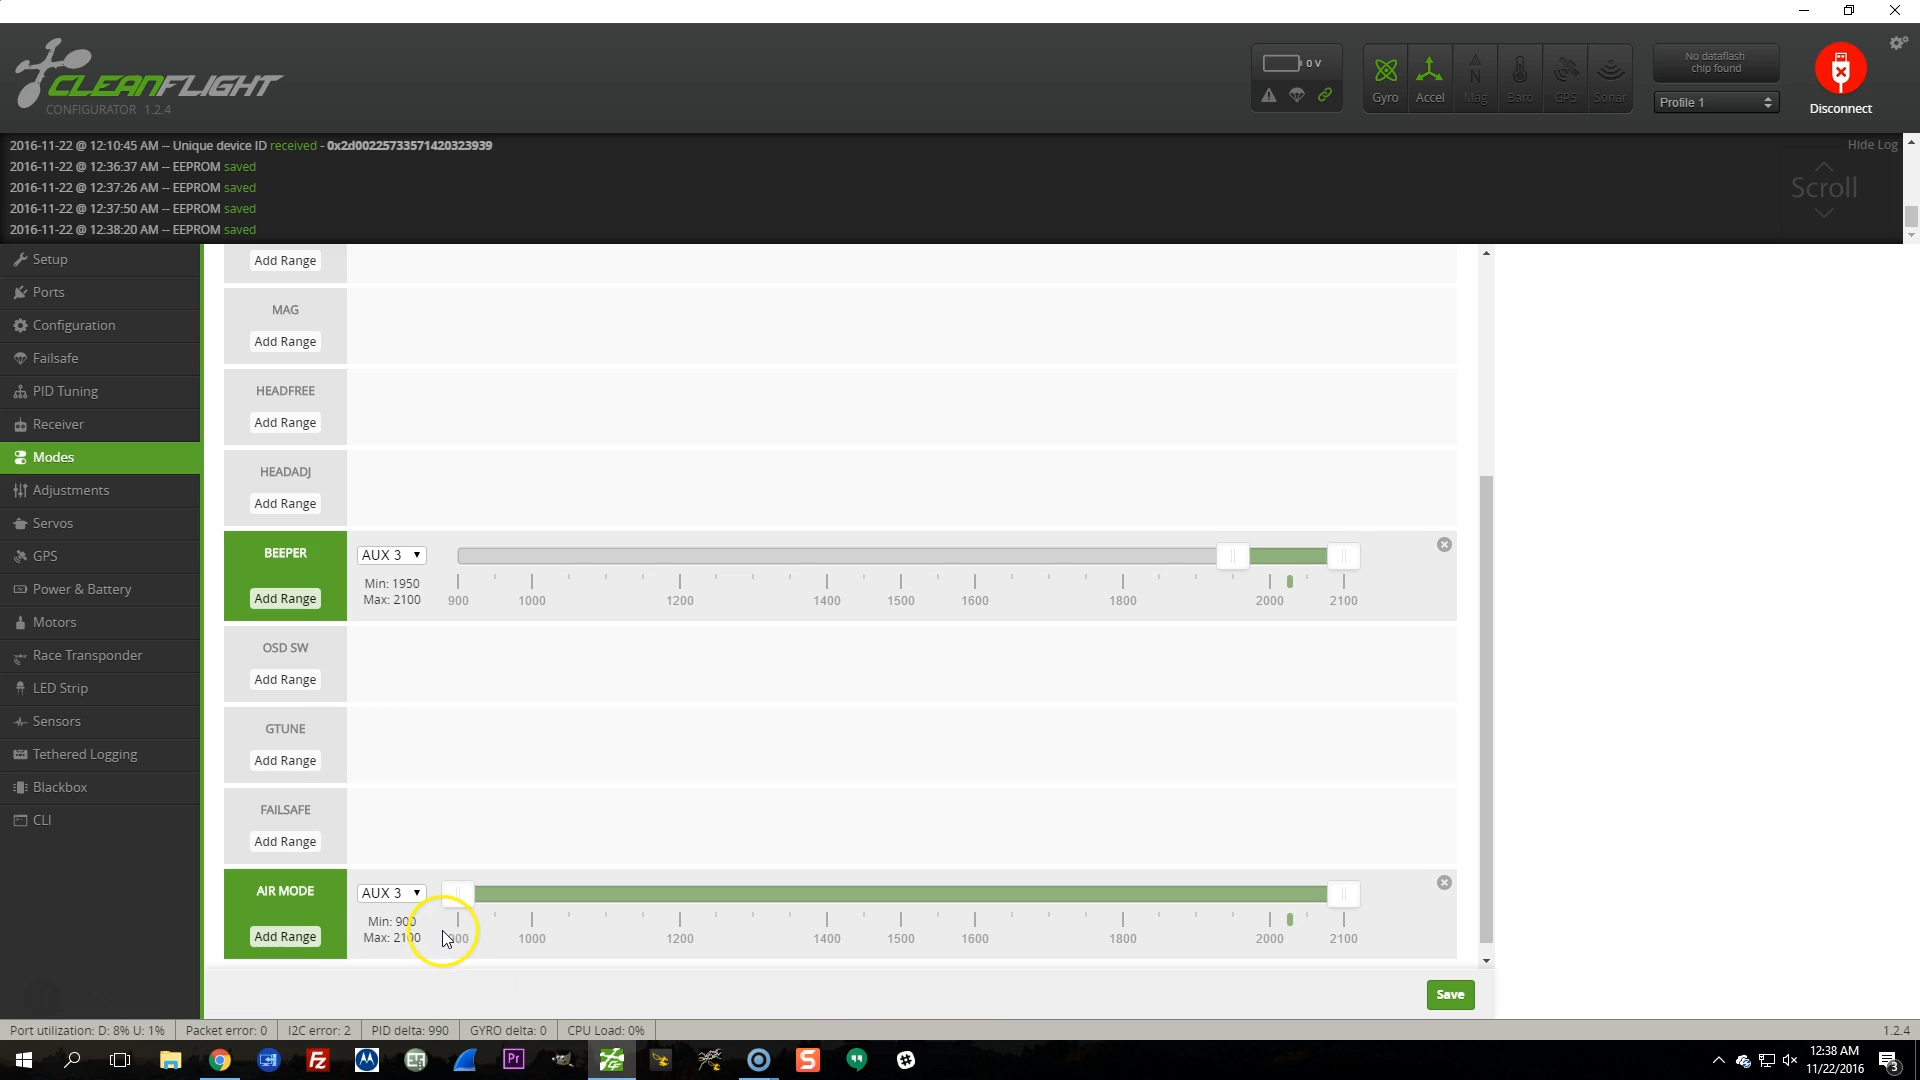 CLEANFLIGHT
CONFIGURATOR 1.2.4
0 V
Gyro
Accel
Mag
Baro
GPS
Sonar
No dataflash
chip found
Profile 1
Disconnect
2016-11-22 @ 12:10:45 AM -- Unique device ID received - 0x2d00225733571420323939
2016-11-22 @ 12:36:37 AM -- EEPROM saved
2016-11-22 @ 12:37:26 AM -- EEPROM saved
2016-11-22 @ 12:37:50 AM -- EEPROM saved
2016-11-22 @ 12:38:20 AM -- EEPROM saved
Hide Log
Scroll
Setup
Ports
Configuration
Failsafe
PID Tuning
Receiver
Modes
Adjustments
Servos
GPS
Power & Battery
Motors
Race Transponder
LED Strip
Sensors
Tethered Logging
Blackbox
CLI
Add Range
MAG
Add Range
HEADFREE
Add Range
HEADADJ
Add Range
BEEPER
Add Range
AUX 3
Min: 1950
Max: 2100
900 1000 1200 1400 1500 1600 1800 2000 2100
OSD SW
Add Range
GTUNE
Add Range
FAILSAFE
Add Range
AIR MODE
Add Range
AUX 3
Min: 900
Max: 2100
900 1000 1200 1400 1500 1600 1800 2000 2100
Save
Port utilization: D: 8% U: 1%
Packet error: 0
I2C error: 2
PID delta: 990
GYRO delta: 0
CPU Load: 0%
1.2.4
12:38 AM
11/22/2016
3